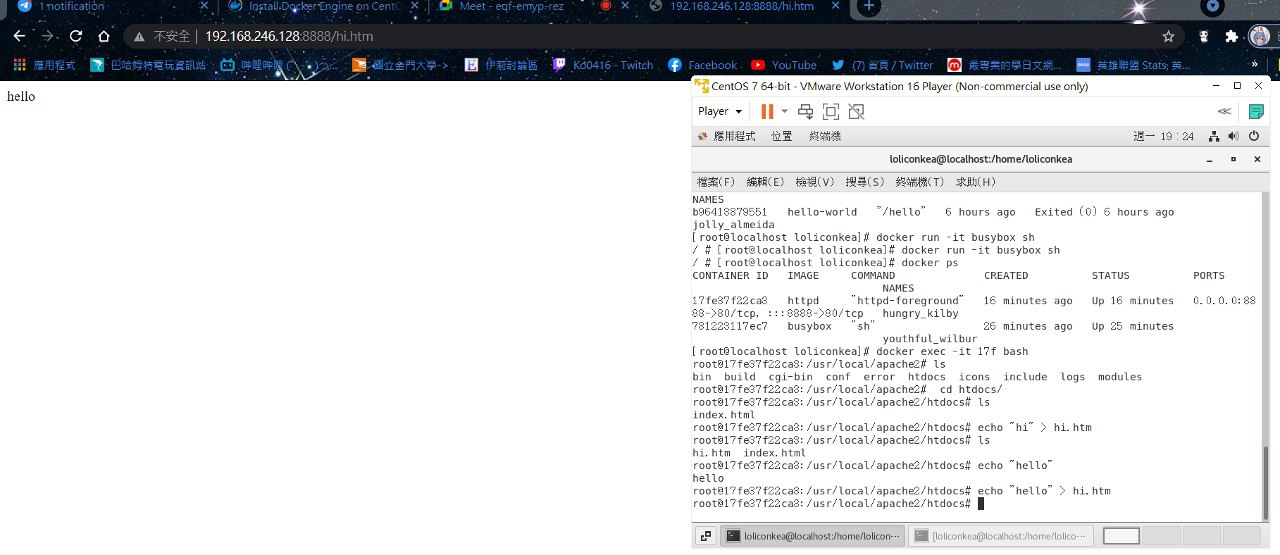 1 notification
Install Docker Engine on Cent
Meet - eqf-emyp-rez
192.168.246.128:8888/hi.htm
不安全 | 192.168.246.128:8888/hi.htm
應用程式 巴哈姆特電玩資訊站 國立金門大學-> 伊莉討論區 K00416 - Twitch Facebook YouTube (7) 首頁 / Twitter 最專業的學日文網... 英雄聯盟 Stats, 英... »
hello
CentOS 7 64-bit - VMware Workstation 16 Player (Non-commercial use only)
Player
應用程式 位置 終端機 週一 19:24
loliconkea@localhost:/home/loliconkea
檔案(F) 編輯(E) 檢視(V) 搜尋(S) 終端機(T) 求助(H)
NAMES
b96413379551 hello-world "/hello" 6 hours ago Exited (0) 6 hours ago
jolly_almeida
[root@localhost loliconkea]# docker run -it busybox sh
/ # [root@localhost loliconkea]# docker run -it busybox sh
/ # [root@localhost loliconkea]# docker ps
CONTAINER ID IMAGE COMMAND CREATED STATUS PORTS
NAMES
17fe37f22ca3 httpd "httpd-foreground" 16 minutes ago Up 16 minutes 0.0.0.0:88
88->80/tcp, :::8888->80/tcp hungry_kilby
781223117ec7 busybox "sh" 26 minutes ago Up 25 minutes
youthful_wilbur
[root@localhost loliconkea]# docker exec -it 17f bash
root@17fe37f22ca3:/usr/local/apache2# ls
bin build cgi-bin conf error htdocs icons include logs modules
root@17fe37f22ca3:/usr/local/apache2# cd htdocs/
root@17fe37f22ca3:/usr/local/apache2/htdocs# ls
index.html
root@17fe37f22ca3:/usr/local/apache2/htdocs# echo "hi" > hi.htm
root@17fe37f22ca3:/usr/local/apache2/htdocs# ls
hi.htm index.html
root@17fe37f22ca3:/usr/local/apache2/htdocs# echo "hello"
hello
root@17fe37f22ca3:/usr/local/apache2/htdocs# echo "hello" > hi.htm
root@17fe37f22ca3:/usr/local/apache2/htdocs#
loliconkea@localhost:/home/lolicon··· [loliconkea@localhost:/home/lolico···